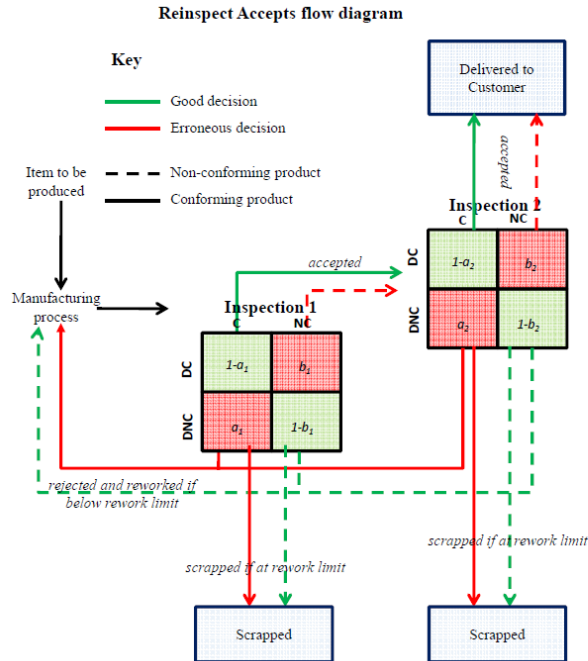 Reinspect Accepts flow diagram
Key
Good decision
Erroneous decision
Non-conforming product
Conforming product
Delivered to
Customer
accepted
Item to be
produced
Manufacturing
process
Inspection 2
C NC
DC
DNC
1-a2
b2
a2
1-b2
accepted
Inspection 1
C NC
DC
DNC
1-a1
b1
a1
1-b1
rejected and reworked if
below rework limit
scrapped if at rework limit
scrapped if at rework limit
Scrapped
Scrapped